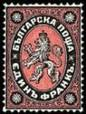 БЪЛГАРСКА ПОЩА
ЕДИНЪ ФРАНКЪ